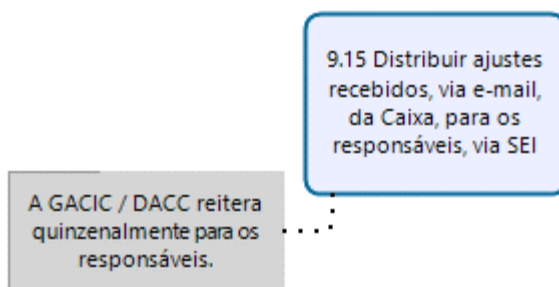 9.15 Distribuir ajustes
recebidos, via e-mail,
da Caixa, para os
responsáveis, via SEI
A GACIC / DACC reitera
quinzenalmente para os
responsáveis.